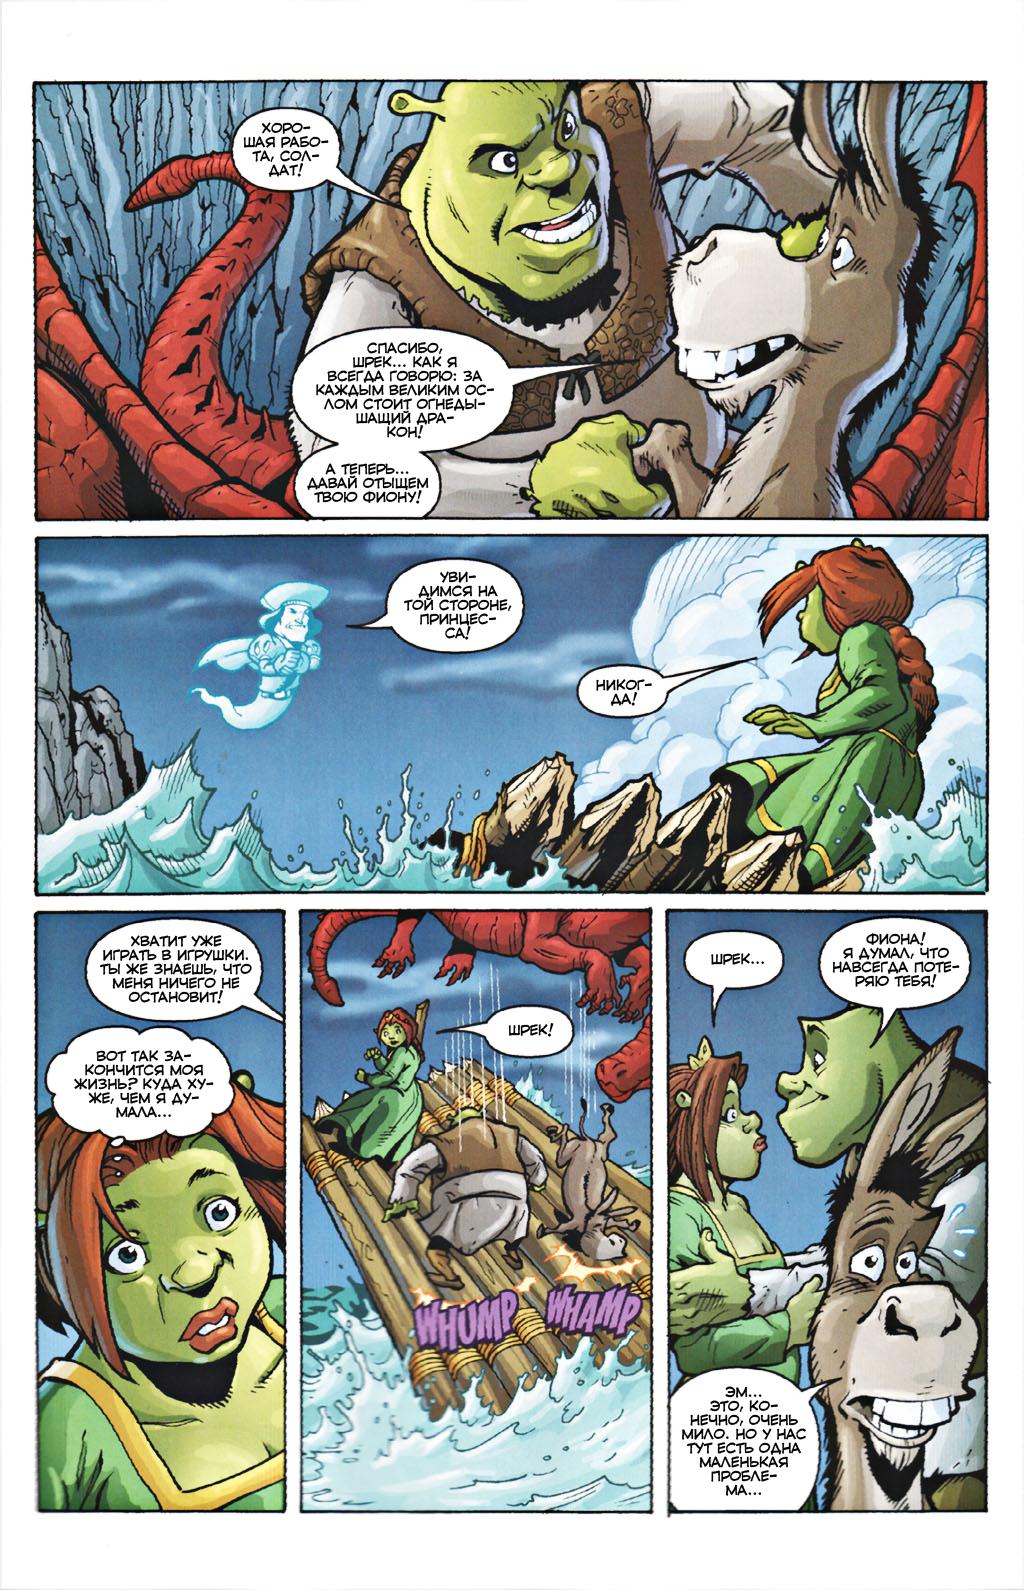 ХОРО-
ШАЯ РАБО-
ТА, СОЛ-
ДАТ!
СПАСИБО,
ШРЕК... КАК Я
ВСЕГДА ГОВОРЮ: ЗА
КАЖДЫМ ВЕЛИКИМ ОС-
ЛОМ СТОИТ ОГНЕДЫ-
ШАЩИЙ ДРА-
КОН!
А ТЕПЕРЬ...
ДАВАЙ ОТЫЩЕМ
ТВОЮ ФИОНУ!
УВИ-
ДИМСЯ НА
ТОЙ СТОРОНЕ,
ПРИНЦЕС-
СА!
НИКОГ-
ДА!
ХВАТИТ УЖЕ
ИГРАТЬ В ИГРУШКИ.
ТЫ ЖЕ ЗНАЕШЬ, ЧТО
МЕНЯ НИЧЕГО НЕ
ОСТАНОВИТ!
ВОТ ТАК ЗА-
КОНЧИТСЯ МОЯ
ЖИЗНЬ? КУДА ХУ-
ЖЕ, ЧЕМ Я ДУ-
МАЛА...
ШРЕК!
WHUMP
WHAMP
ШРЕК...
ФИОНА!
Я ДУМАЛ, ЧТО
НАВСЕГДА ПОТЕ-
РЯЮ ТЕБЯ!
ЭМ...
ЭТО, КО-
НЕЧНО, ОЧЕНЬ
МИЛО. НО У НАС
ТУТ ЕСТЬ ОДНА
МАЛЕНЬКАЯ
ПРОБЛЕ-
МА...